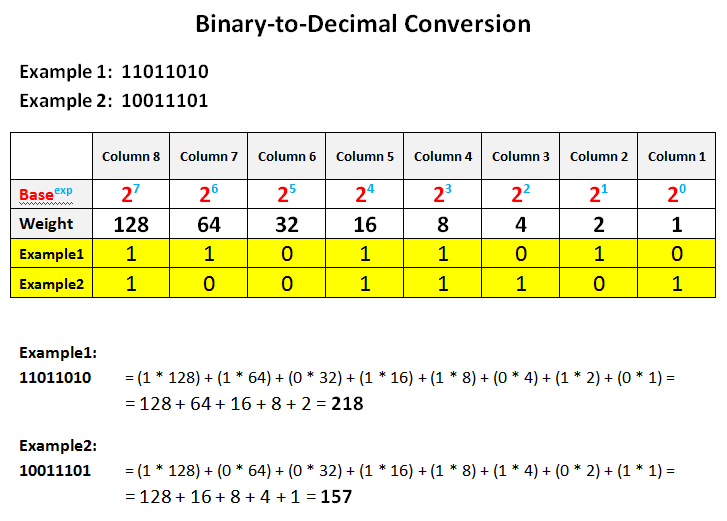 Binary-to-Decimal Conversion
Example 1: 11011010
Example 2: 10011101
Column 8 Column 7 Column 6 Column 5 Column 4 Column 3 Column 2 Column 1
Base^exp 2^7 2^6 2^5 2^4 2^3 2^2 2^1 2^0
Weight 128 64 32 16 8 4 2 1
Example1 1 1 0 1 1 0 1 0
Example2 1 0 0 1 1 1 0 1
Example1:
11011010 = (1 * 128) + (1 * 64) + (0 * 32) + (1 * 16) + (1 * 8) + (0 * 4) + (1 * 2) + (0 * 1) =
= 128 + 64 + 16 + 8 + 2 = 218
Example2:
10011101 = (1 * 128) + (0 * 64) + (0 * 32) + (1 * 16) + (1 * 8) + (1 * 4) + (0 * 2) + (1 * 1) =
= 128 + 16 + 8 + 4 + 1 = 157